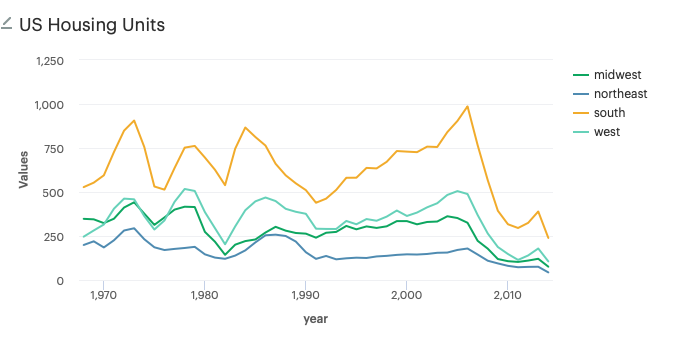 US Housing Units
1,250
1,000
750
500
250
0
Values
1,970
1,980
1,990
2,000
2,010
year
midwest
northeast
south
west